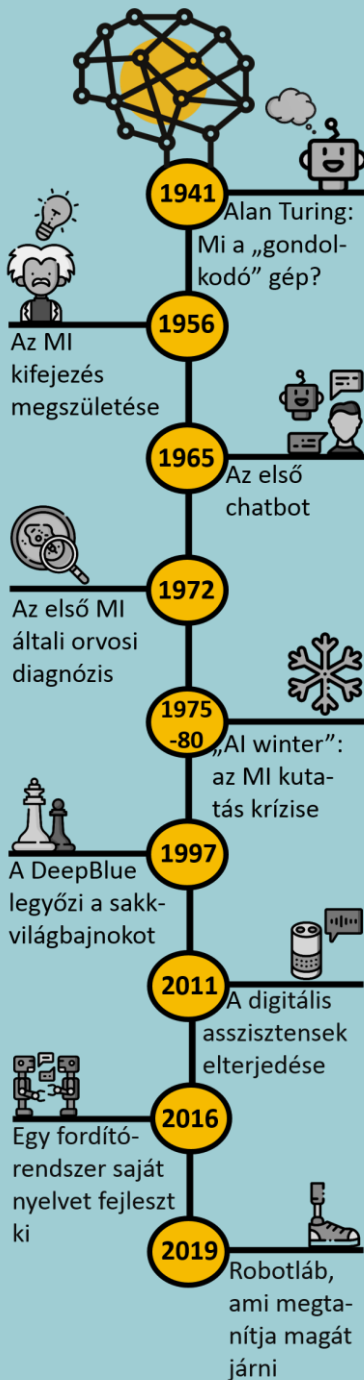 1941
Alan Turing:
Mi a „gondol-
kodó” gép?
1956
Az MI
kifejezés
megszületése
1965
Az első
chatbot
1972
Az első MI
általi orvosi
diagnózis
1975
-80
„AI winter”:
az MI kuta-
tás krízise
1997
A DeepBlue
legyőzi a sakk-
világbajnokot
2011
A digitális
asszisztensek
elterjedése
2016
Egy fordító-
rendszer saját
nyelvet fejleszt
ki
2019
Robotláb,
ami megta-
nítja magát
járni